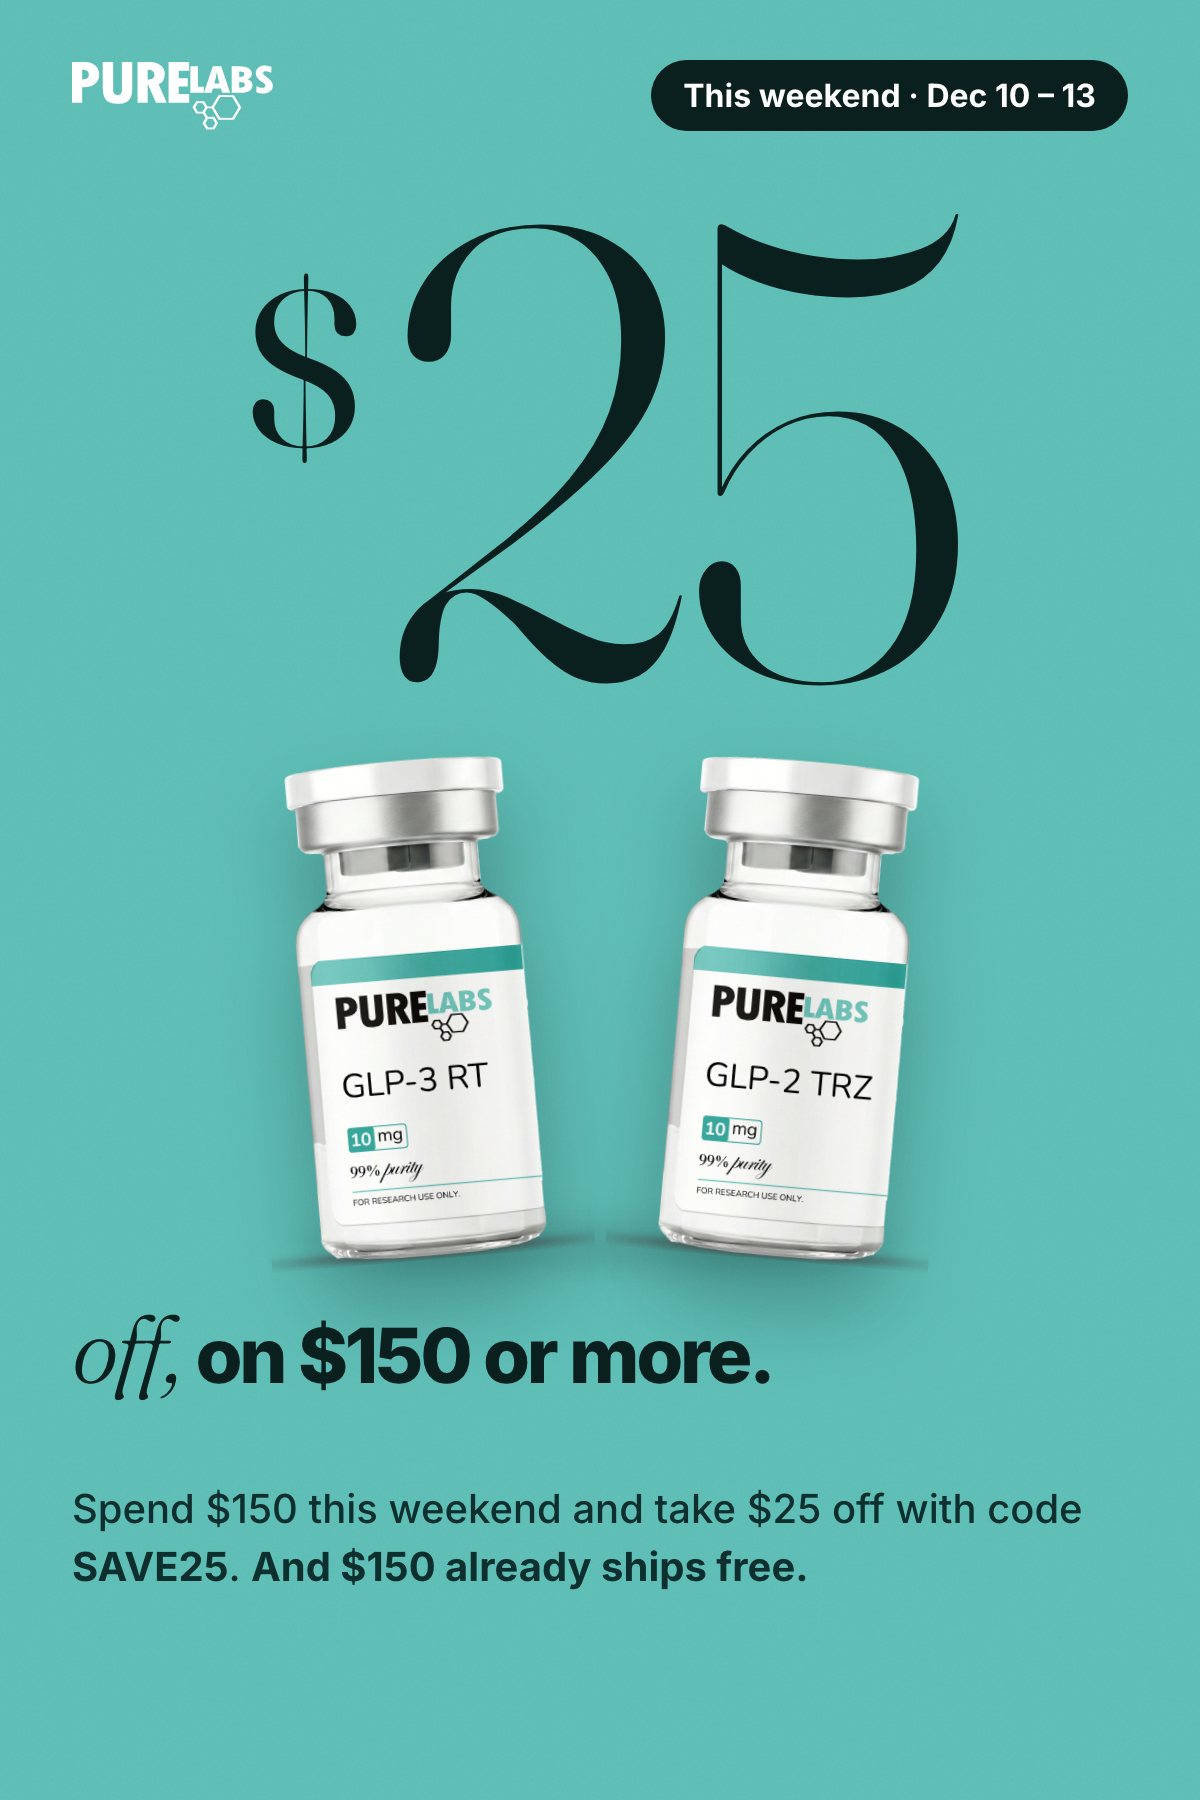 PURELABS
This weekend · Dec 10 – 13
$25
PURELABS
GLP-3 RT
10 mg
99% purity
FOR RESEARCH USE ONLY.
PURELABS
GLP-2 TRZ
10 mg
99% purity
FOR RESEARCH USE ONLY.
off, on $150 or more.
Spend $150 this weekend and take $25 off with code
SAVE25. And $150 already ships free.